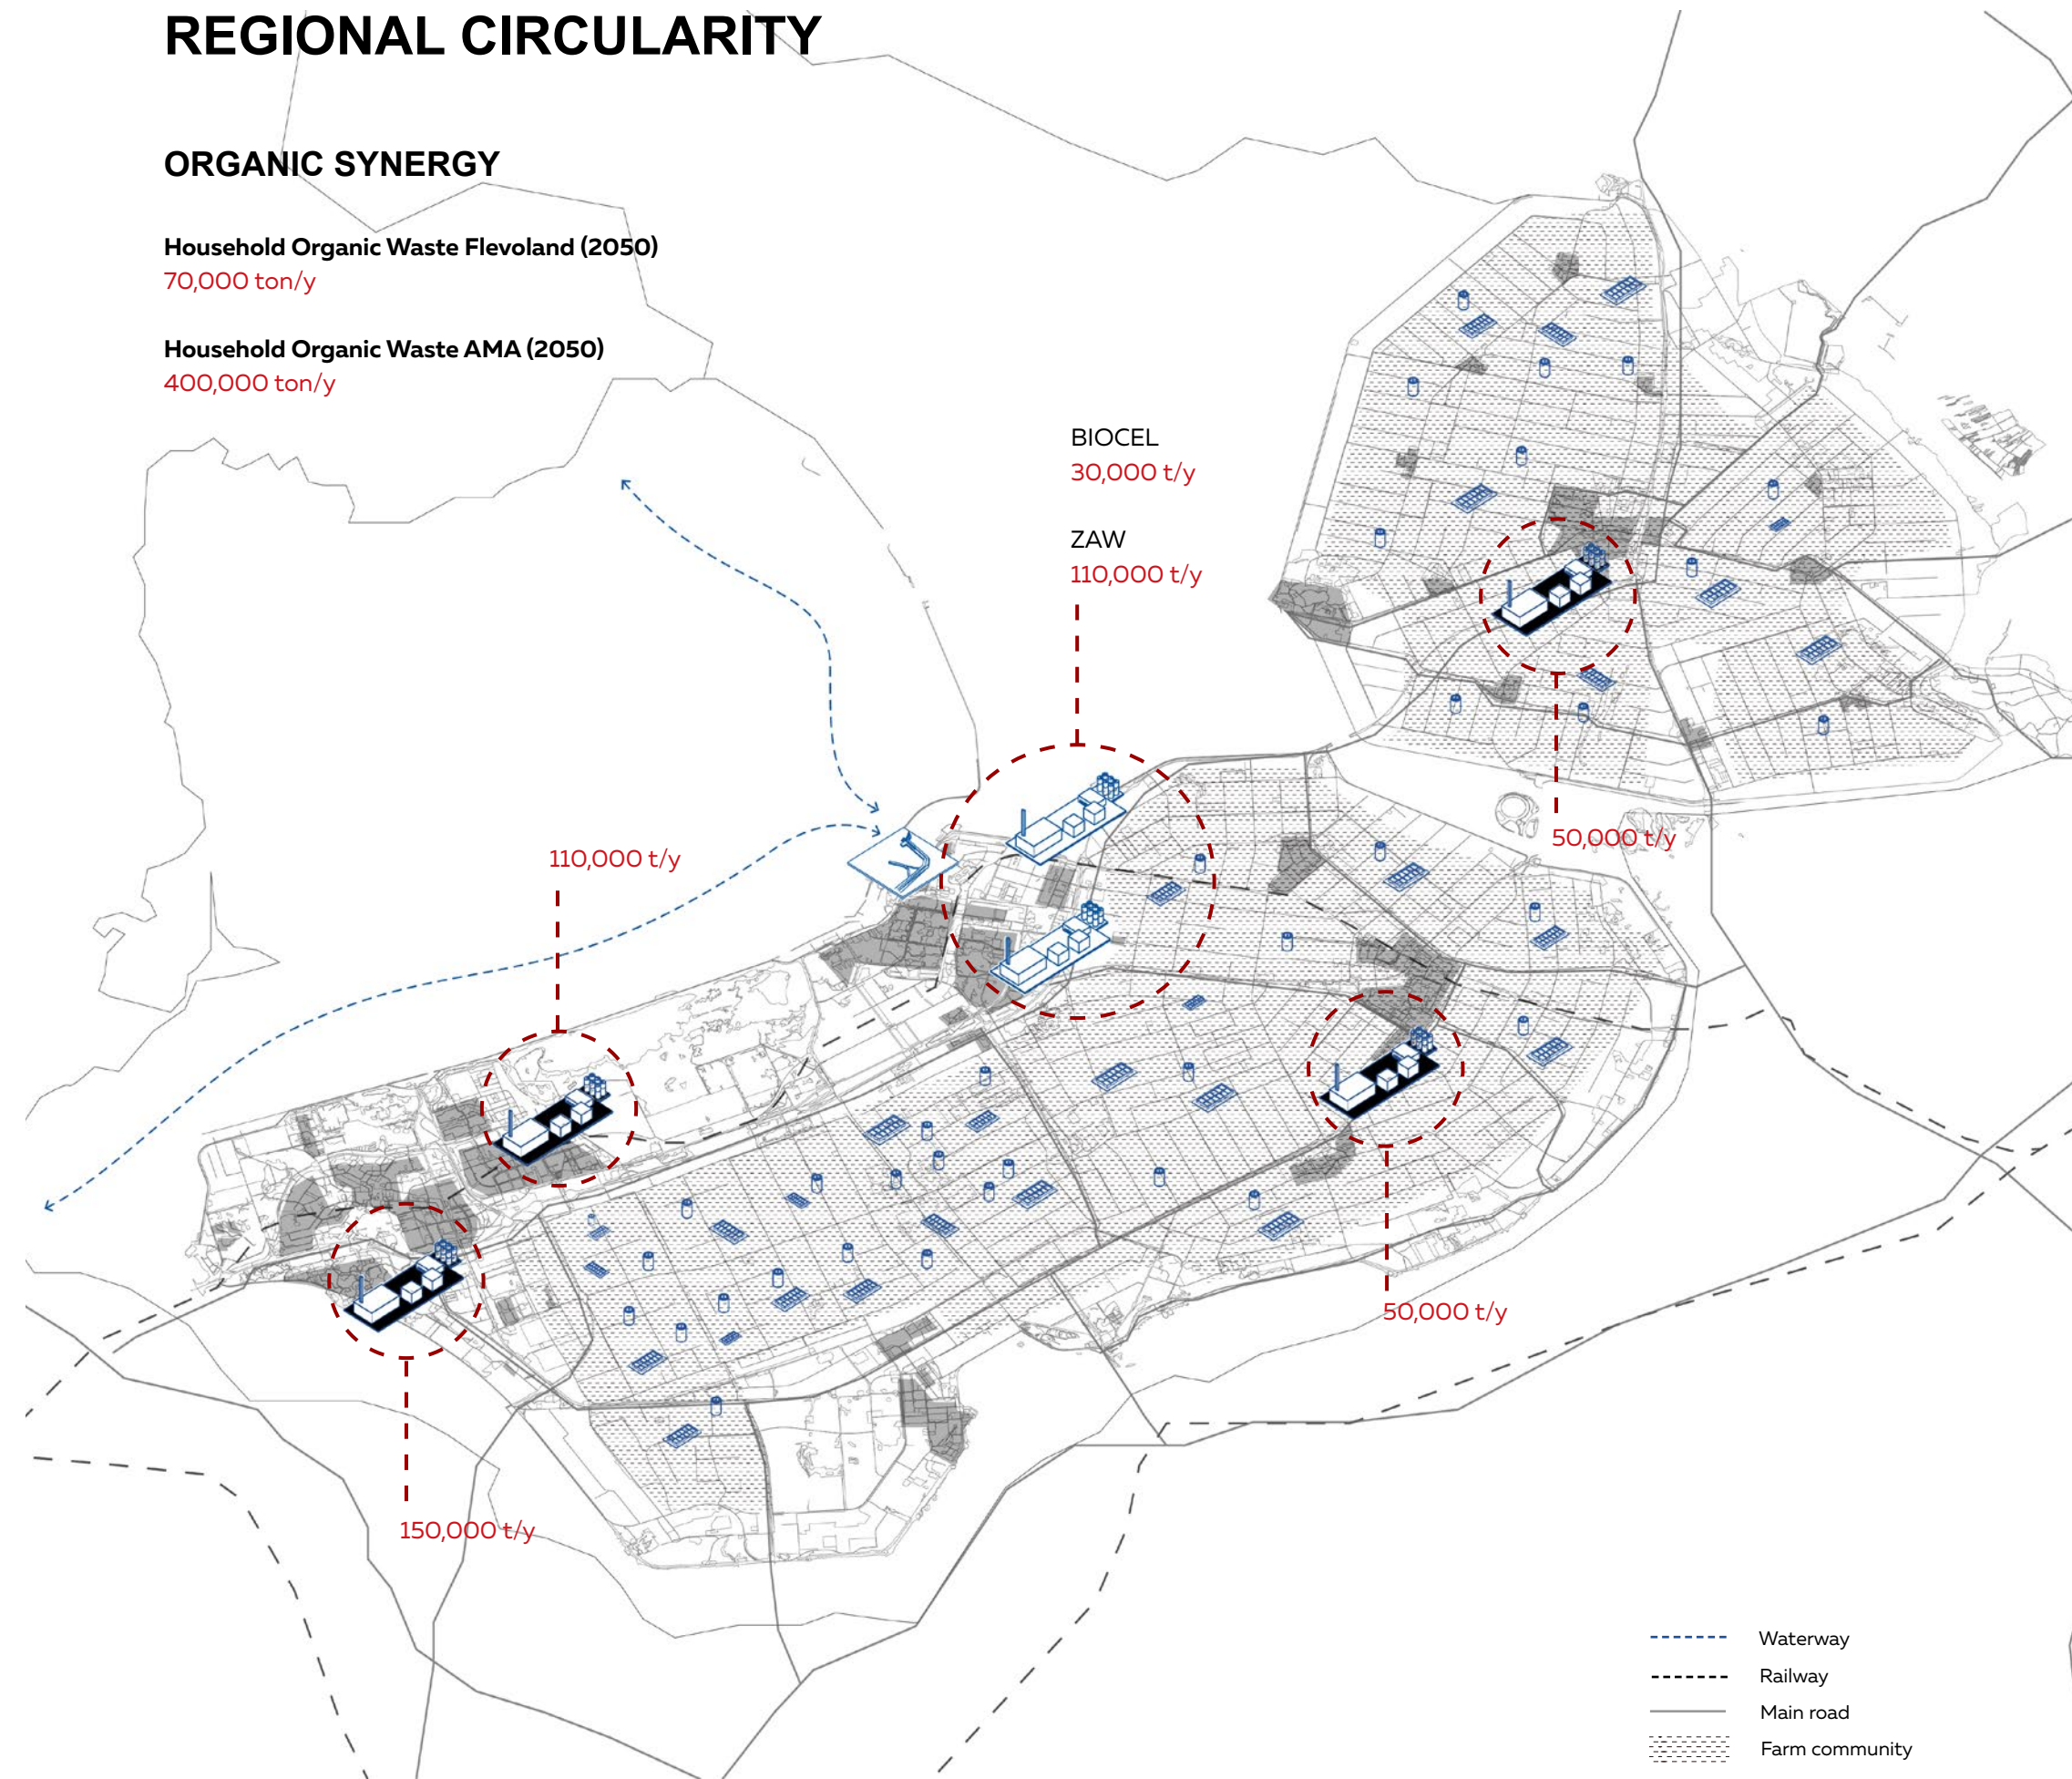 REGIONAL CIRCULARITY
ORGANIC SYNERGY
Household Organic Waste Flevoland (2050)
70,000 ton/y
Household Organic Waste AMA (2050)
400,000 ton/y
BIOCEL
30,000 t/y
ZAW
110,000 t/y
50,000 t/y
110,000 t/y
50,000 t/y
150,000 t/y
Waterway
Railway
Main road
Farm community